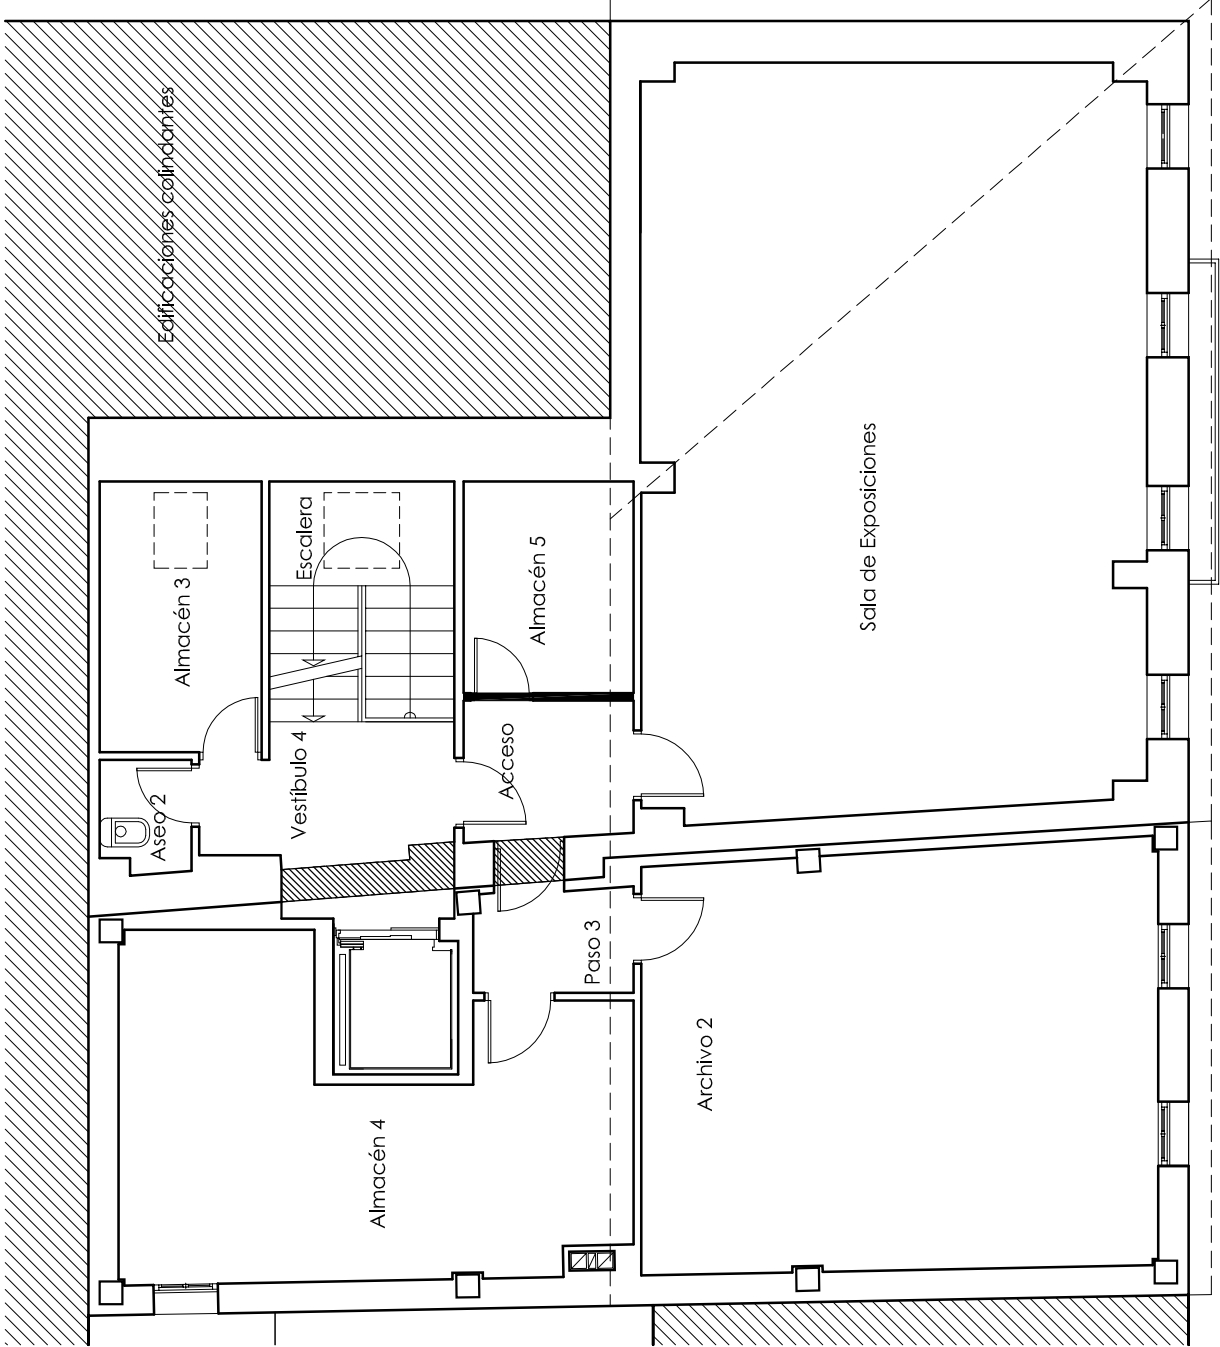 Edificaciones colindantes
Escalera
Almacén 3
Almacén 5
Sala de Exposiciones
Vestíbulo 4
Acceso
Aseo 2
Paso 3
Archivo 2
Almacén 4